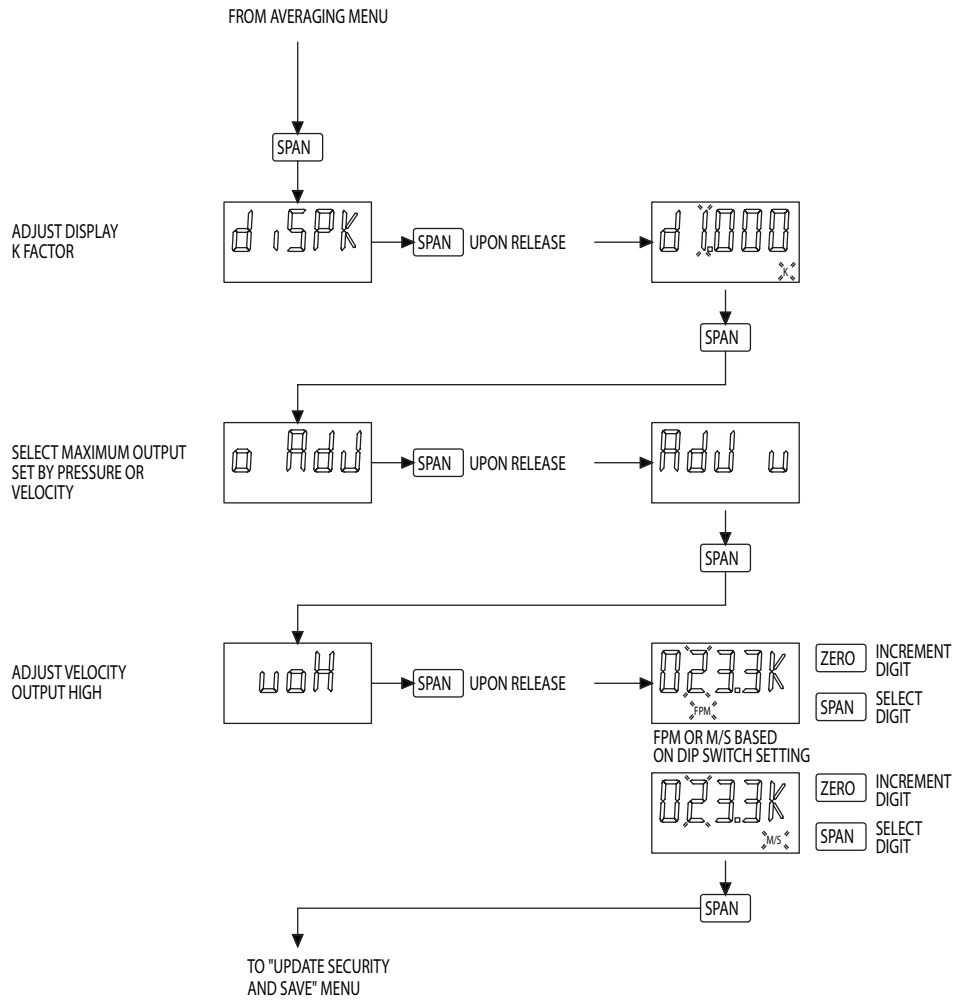 FROM AVERAGING MENU
SPAN
ADJUST DISPLAY
K FACTOR
diSPK
SPAN UPON RELEASE
d1.000
K
SPAN
SELECT MAXIMUM OUTPUT
SET BY PRESSURE OR
VELOCITY
o AdJ
SPAN UPON RELEASE
AdJ u
SPAN
ADJUST VELOCITY
OUTPUT HIGH
uoH
SPAN UPON RELEASE
023.3K
FPM
ZERO INCREMENT
DIGIT
SPAN SELECT
DIGIT
FPM OR M/S BASED
ON DIP SWITCH SETTING
023.3K
M/S
ZERO INCREMENT
DIGIT
SPAN SELECT
DIGIT
SPAN
TO "UPDATE SECURITY
AND SAVE" MENU